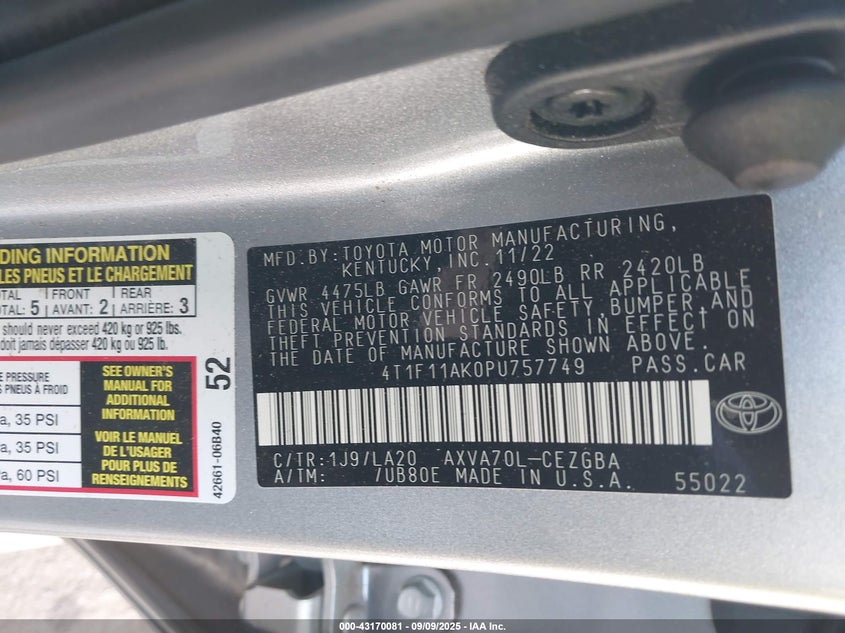 DING INFORMATION
LES PNEUS ET LE CHARGEMENT
TOTAL FRONT REAR
TOTAL: 5 AVANT: 2 ARRIÈRE: 3
should never exceed 420 kg or 925 lbs.
doit jamais dépasser 420 kg ou 925 lb.
PRESSURE
PNEUS À FROID
a, 35 PSI
a, 35 PSI
a, 60 PSI
SEE OWNER'S
MANUAL FOR
ADDITIONAL
INFORMATION
VOIR LE MANUEL
DE L'USAGER
POUR PLUS DE
RENSEIGNEMENTS
52
42661-06B40
MFD.BY:TOYOTA MOTOR MANUFACTURING,
KENTUCKY,INC.11/22
GVWR 4475LB GAWR FR 2490LB RR 2420LB
THIS VEHICLE CONFORMS TO ALL APPLICABLE
FEDERAL MOTOR VEHICLE SAFETY,BUMPER,AND
THEFT PREVENTION STANDARDS IN EFFECT ON
THE DATE OF MANUFACTURE SHOWN ABOVE.
4T1F11AK0PU757749 PASS.CAR
C/TR:1J9/LA20 AXVA70L-CEZGBA
A/TM: 7UB80E MADE IN U.S.A. 55022
000-43170081 - 09/09/2025 - IAA Inc.